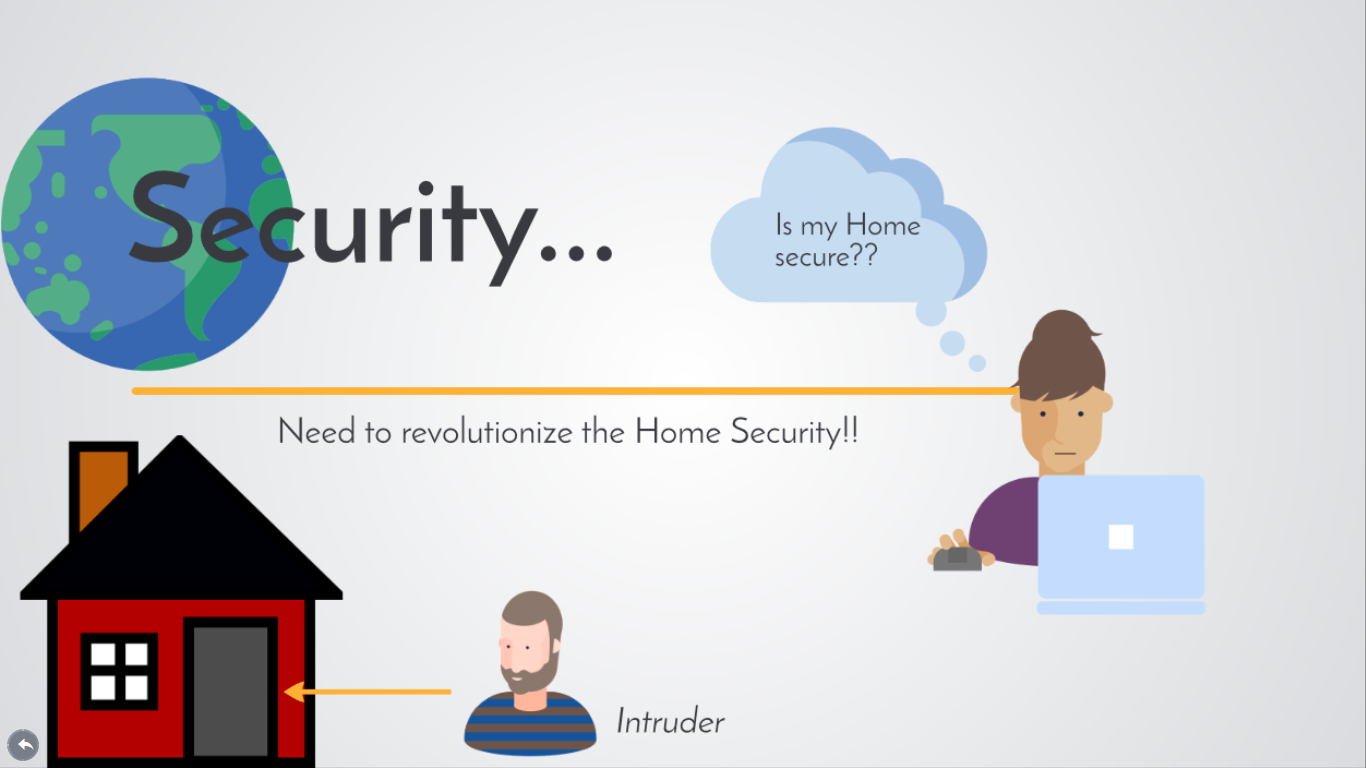 Security...
Is my Home
secure??
Need to revolutionize the Home Security!!
Intruder